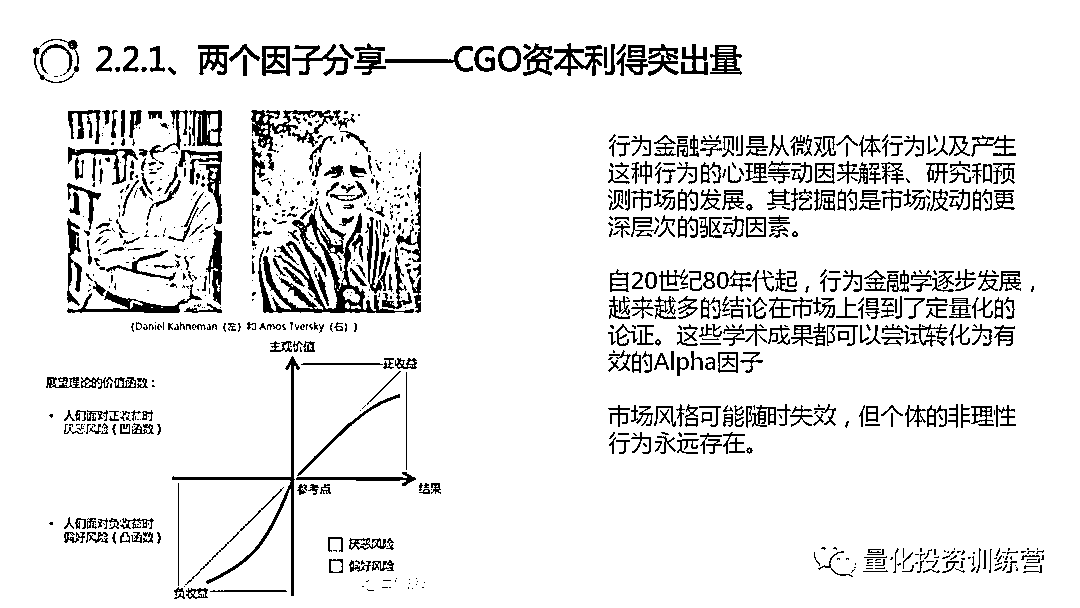 2.2.1、两个因子分享——CGO资本利得突出量
(Daniel Kahneman（左）和 Amos Tversky（右）)
主观价值
正收益
展望理论的价值函数：
• 人们面对正收益时
厌恶风险（凹函数）
参考点
结果
• 人们面对负收益时
偏好风险（凸函数）
厌恶风险
偏好风险
负收益
行为金融学则是从微观个体行为以及产生
这种行为的心理等动因来解释、研究和预
测市场的发展。其挖掘的是市场波动的更
深层次的驱动因素。
自20世纪80年代起，行为金融学逐步发展，
越来越多的结论在市场上得到了定量化的
论证。这些学术成果都可以尝试转化为有
效的Alpha因子
市场风格可能随时失效，但个体的非理性
行为永远存在。
量化投资训练营